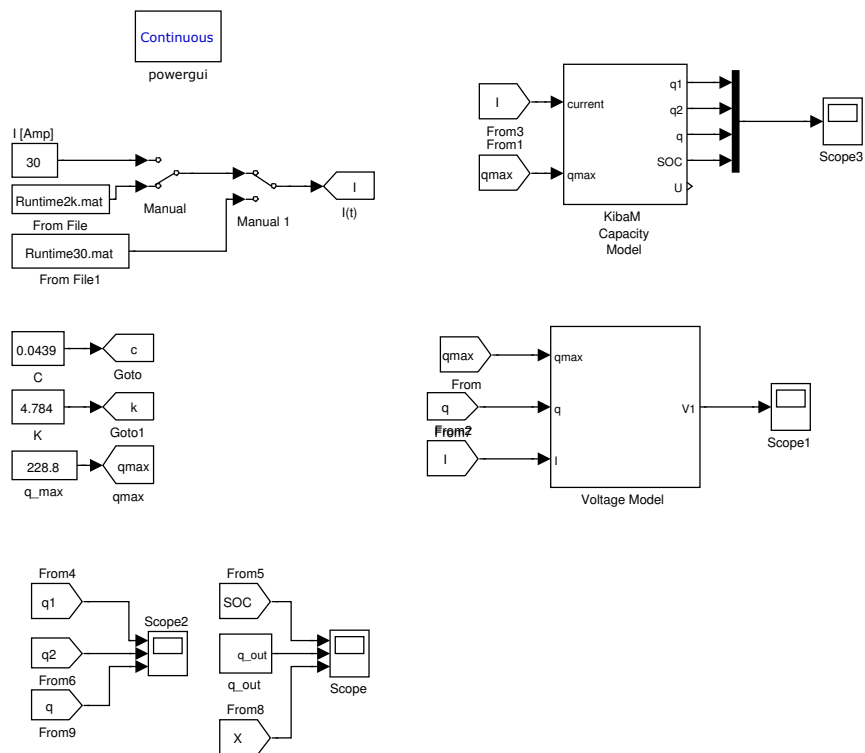 Continuous
powergui
I [Amp]
30
Runtime2k.mat
From File
Runtime30.mat
From File1
Manual
Manual 1
I
I(t)
I
From3
From1
qmax
current
qmax
q1
q2
q
SOC
U
KibaM
Capacity
Model
Scope3
0.0439
C
c
Goto
4.784
K
k
Goto1
228.8
q_max
qmax
qmax
qmax
From
q
From2
From7
I
qmax
q
I
V1
Voltage Model
Scope1
From4
q1
q2
From6
q
From9
Scope2
From5
SOC
q_out
q_out
From8
X
Scope